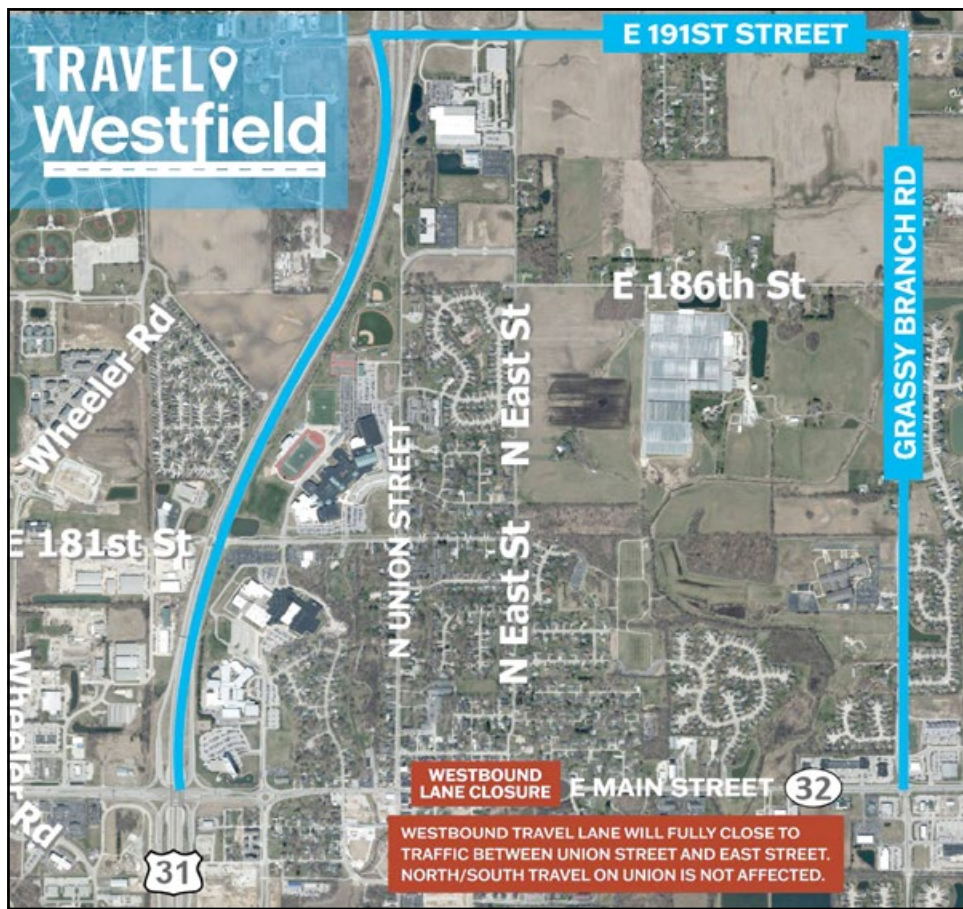 TRAVEL
Westfield
E 191ST STREET
GRASSY BRANCH RD
E 186th St
Wheeler Rd
N East St
N UNION STREET
E 181st St
N East St
Wheeler Rd
WESTBOUND
LANE CLOSURE
E MAIN STREET 32
WESTBOUND TRAVEL LANE WILL FULLY CLOSE TO
TRAFFIC BETWEEN UNION STREET AND EAST STREET.
NORTH/SOUTH TRAVEL ON UNION IS NOT AFFECTED.
31